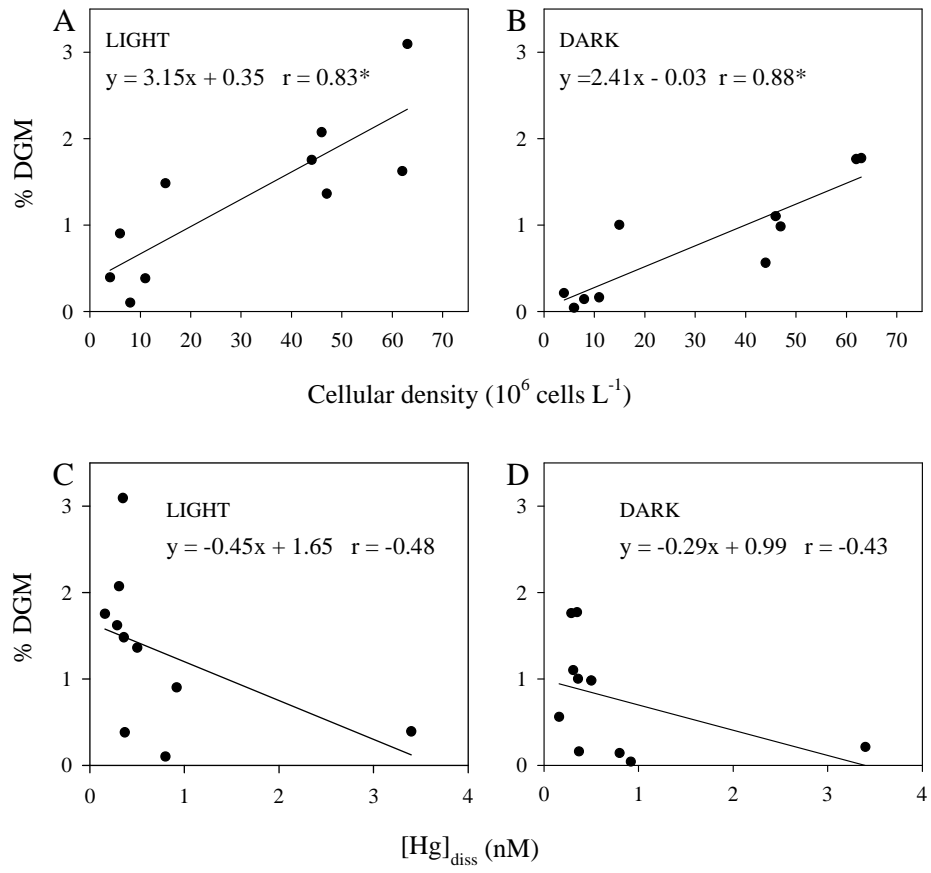 A
LIGHT
y = 3.15x + 0.35 r = 0.83*
3
2
1
0
% DGM
0 10 20 30 40 50 60 70
B
DARK
y =2.41x - 0.03 r = 0.88*
3
2
1
0
0 10 20 30 40 50 60 70
Cellular density (10⁶ cells L⁻¹)
C
LIGHT
y = -0.45x + 1.65 r = -0.48
3
2
1
0
% DGM
0 1 2 3 4
D
DARK
y = -0.29x + 0.99 r = -0.43
3
2
1
0
0 1 2 3 4
[Hg]diss (nM)